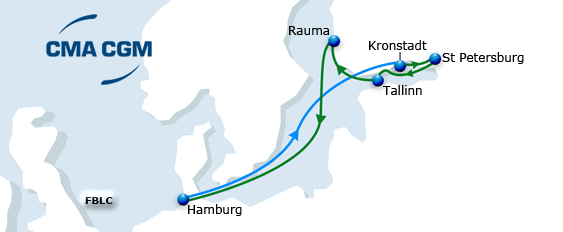 CMA CGM
Rauma
Kronstadt
St Petersburg
Tallinn
FBLC
Hamburg